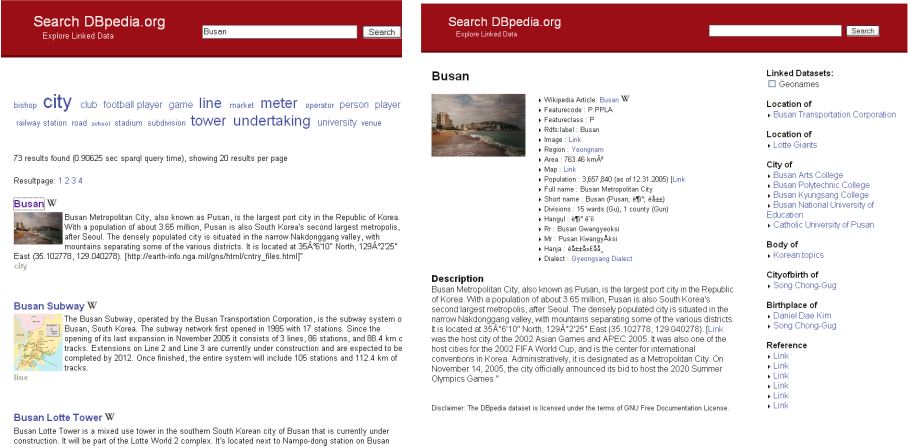 Search DBpedia.org
Explore Linked Data
Busan
Search
bishop city club football player game line market meter operator person player
railway station road school stadium subdivision tower undertaking university venue
73 results found (0.90625 sec sparql query time), showing 20 results per page
Resultpage: 1 2 3 4
Busan W
Busan Metropolitan City, also known as Pusan, is the largest port city in the Republic of Korea.
With a population of about 3.65 million, Pusan is also South Korea's second largest metropolis,
after Seoul. The densely populated city is situated in the narrow Nakdonggang valley, with
mountains separating some of the various districts. It is located at 35Â°6'10" North, 129Â°2'25"
East (35.102778, 129.040278). [http://earth-info.nga.mil/gns/html/cntry_files.html]"
city
Busan Subway W
The Busan Subway, operated by the Busan Transportation Corporation, is the subway system o
Busan, South Korea. The subway network first opened in 1985 with 17 stations. Since the
opening of its last expansion in November 2005 it consists of 3 lines, 86 stations, and 88.4 km o
tracks. Extensions on Line 2 and Line 3 are currently under construction and are expected to be
completed by 2012. Once finished, the entire system will include 105 stations and 112.4 km of
tracks.
line
Busan Lotte Tower W
Busan Lotte Tower is a mixed use tower in the southern South Korean city of Busan that is currently under
construction. It will be part of the Lotte World 2 complex. It's located next to Nampo-dong station on Busan
Search DBpedia.org
Explore Linked Data
Search
Busan
Wikipedia Article: Busan W
Featurecode : P.PPLA
Featureclass : P
Rdfs:label : Busan
Image : Link
Region : Yeongnam
Area : 763.46 kmÂ²
Map : Link
Population : 3,657,840 (as of 12.31.2005) [Link
Full name : Busan Metropolitan City
Short name : Busan (Pusan,
Divisions : 15 wards (Gu), 1 county (Gun)
Hangul :
Rr : Busan Gwangyeoksi
Mr : Pusan KwangyÅksi
Hanja :
Dialect : Gyeongsang Dialect
Description
Busan Metropolitan City, also known as Pusan, is the largest port city in the Republic
of Korea. With a population of about 3.65 million, Pusan is also South Korea's
second largest metropolis, after Seoul. The densely populated city is situated in the
narrow Nakdonggang valley, with mountains separating some of the various districts.
It is located at 35Â°6'10" North, 129Â°2'25" East (35.102778, 129.040278). [Link
was the host city of the 2002 Asian Games and APEC 2005. It was also one of the
host cities for the 2002 FIFA World Cup, and is the center for international
conventions in Korea. Administratively, it is designated as a Metropolitan City. On
November 14, 2005, the city officially announced its bid to host the 2020 Summer
Olympics Games."
Disclaimer: The DBpedia dataset is licensed under the terms of GNU Free Documentation License.
Linked Datasets:
Geonames
Location of
Busan Transportation Corporation
Location of
Lotte Giants
City of
Busan Arts College
Busan Polytechnic College
Busan Kyungsang College
Busan National University of
Education
Catholic University of Pusan
Body of
Korean.topics
Cityofbirth of
Song Chong-Gug
Birthplace of
Daniel Dae Kim
Song Chong-Gug
Reference
Link
Link
Link
Link
Link
Link